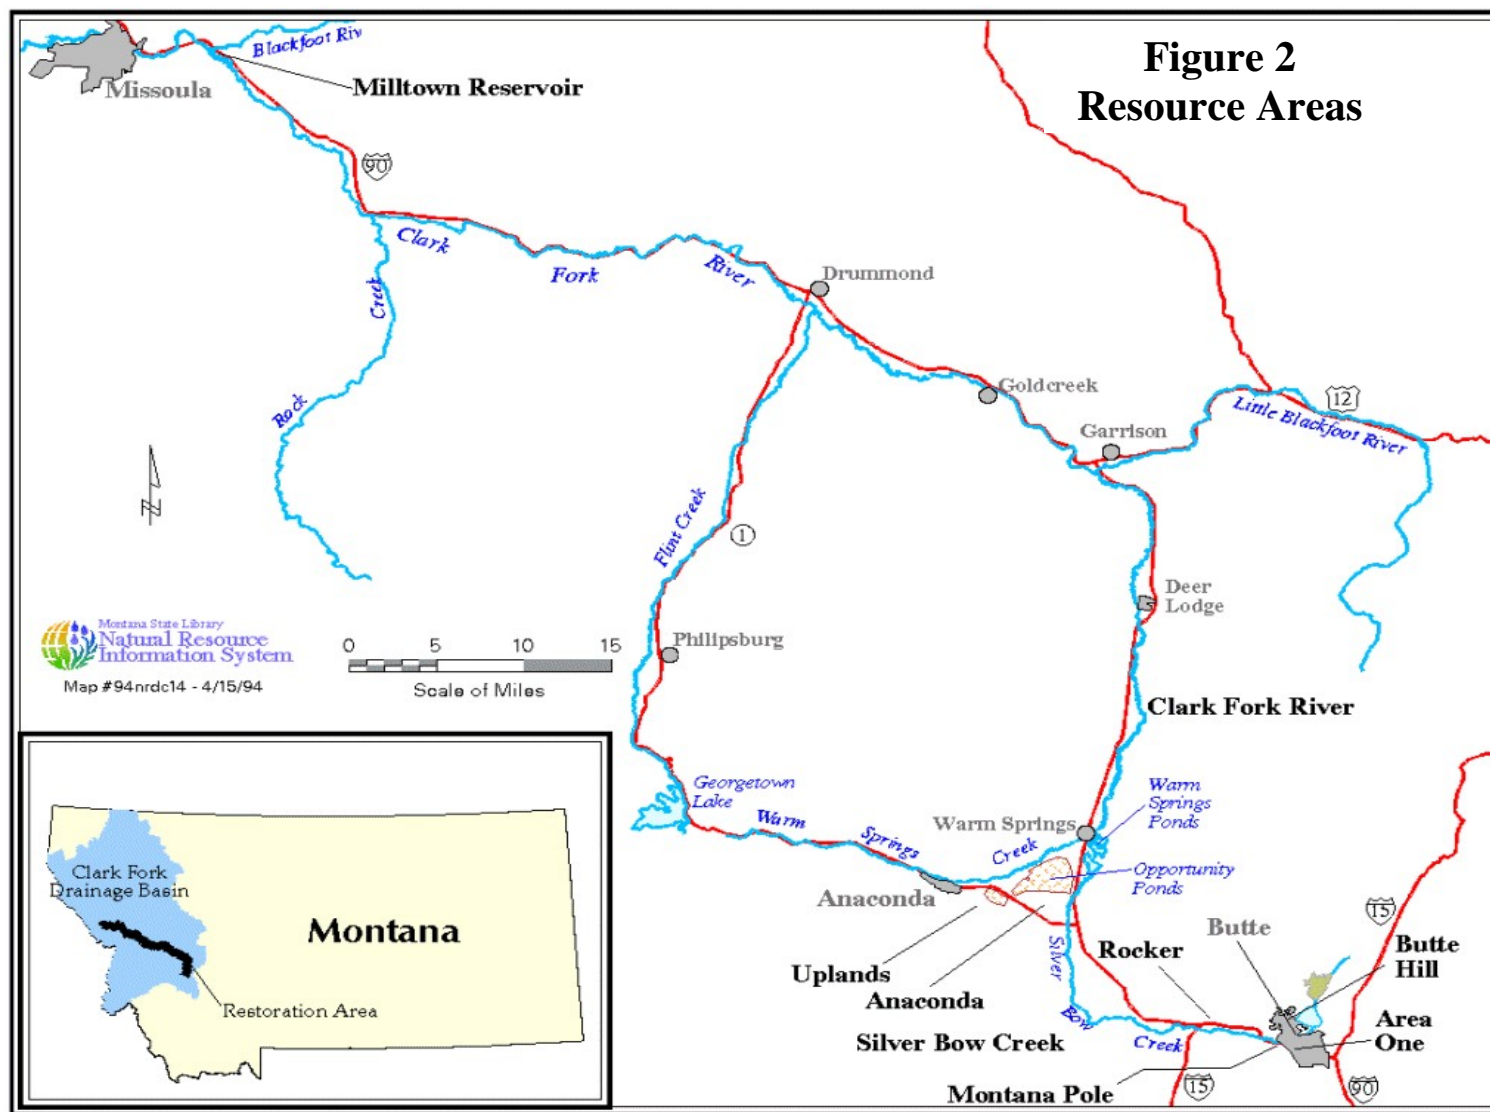 Figure 2
Resource Areas
Blackfoot Riv
Missoula
Milltown Reservoir
90
Clark
Fork
River
Drummond
Creek
Rock
Goldcreek
12
Little Blackfoot River
Garrison
N
Flint Creek
1
Deer
Lodge
Montana State Library
Natural Resource
Information System
Map #94nrdc14 - 4/15/94
0 5 10 15
Scale of Miles
Philipsburg
Clark Fork River
Georgetown
Lake
Warm
Springs
Creek
Warm Springs
Warm
Springs
Ponds
Opportunity
Ponds
Anaconda
Uplands
Anaconda
Silver
Bow
Creek
Silver Bow Creek
Rocker
Butte
15
Butte
Hill
Area
One
Montana Pole
15
90
Clark Fork
Drainage Basin
Montana
Restoration Area